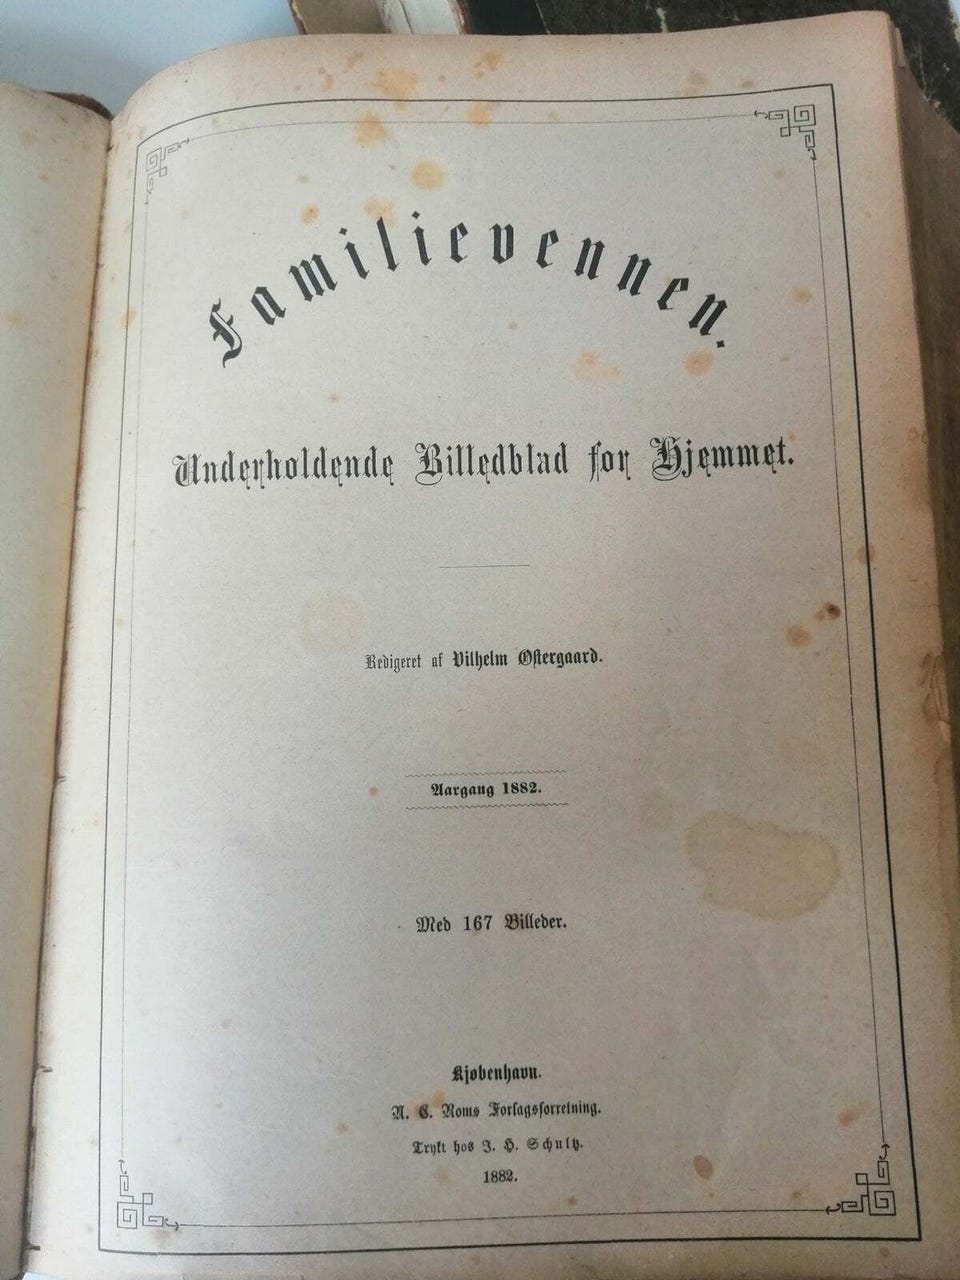 Familievennen.
Underholdende Billedblad for Hjemmet.
Redigeret af Vilhelm Østergaard.
Aargang 1882.
Med 167 Billeder.
Kjøbenhavn.
A. C. Roms Forlagsforretning.
Trykt hos J. H. Schultz.
1882.